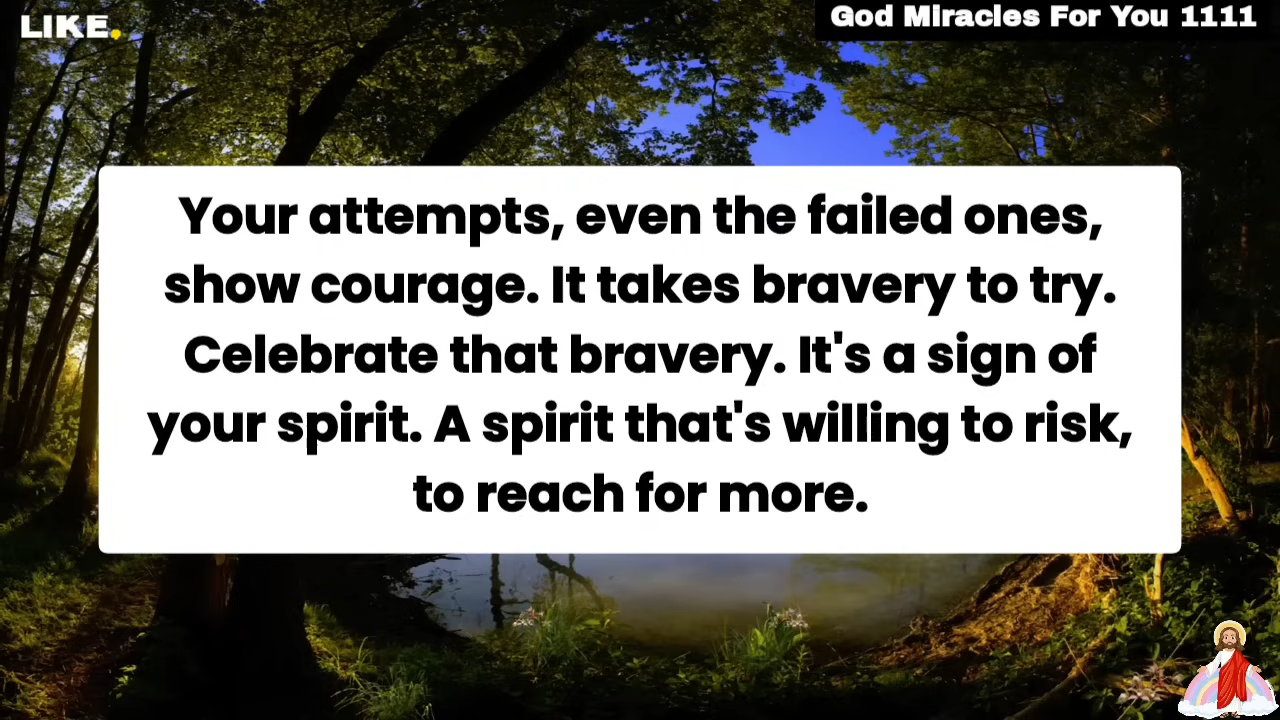 LIKE.
God Miracles For You 1111
Your attempts, even the failed ones,
show courage. It takes bravery to try.
Celebrate that bravery. It's a sign of
your spirit. A spirit that's willing to risk,
to reach for more.